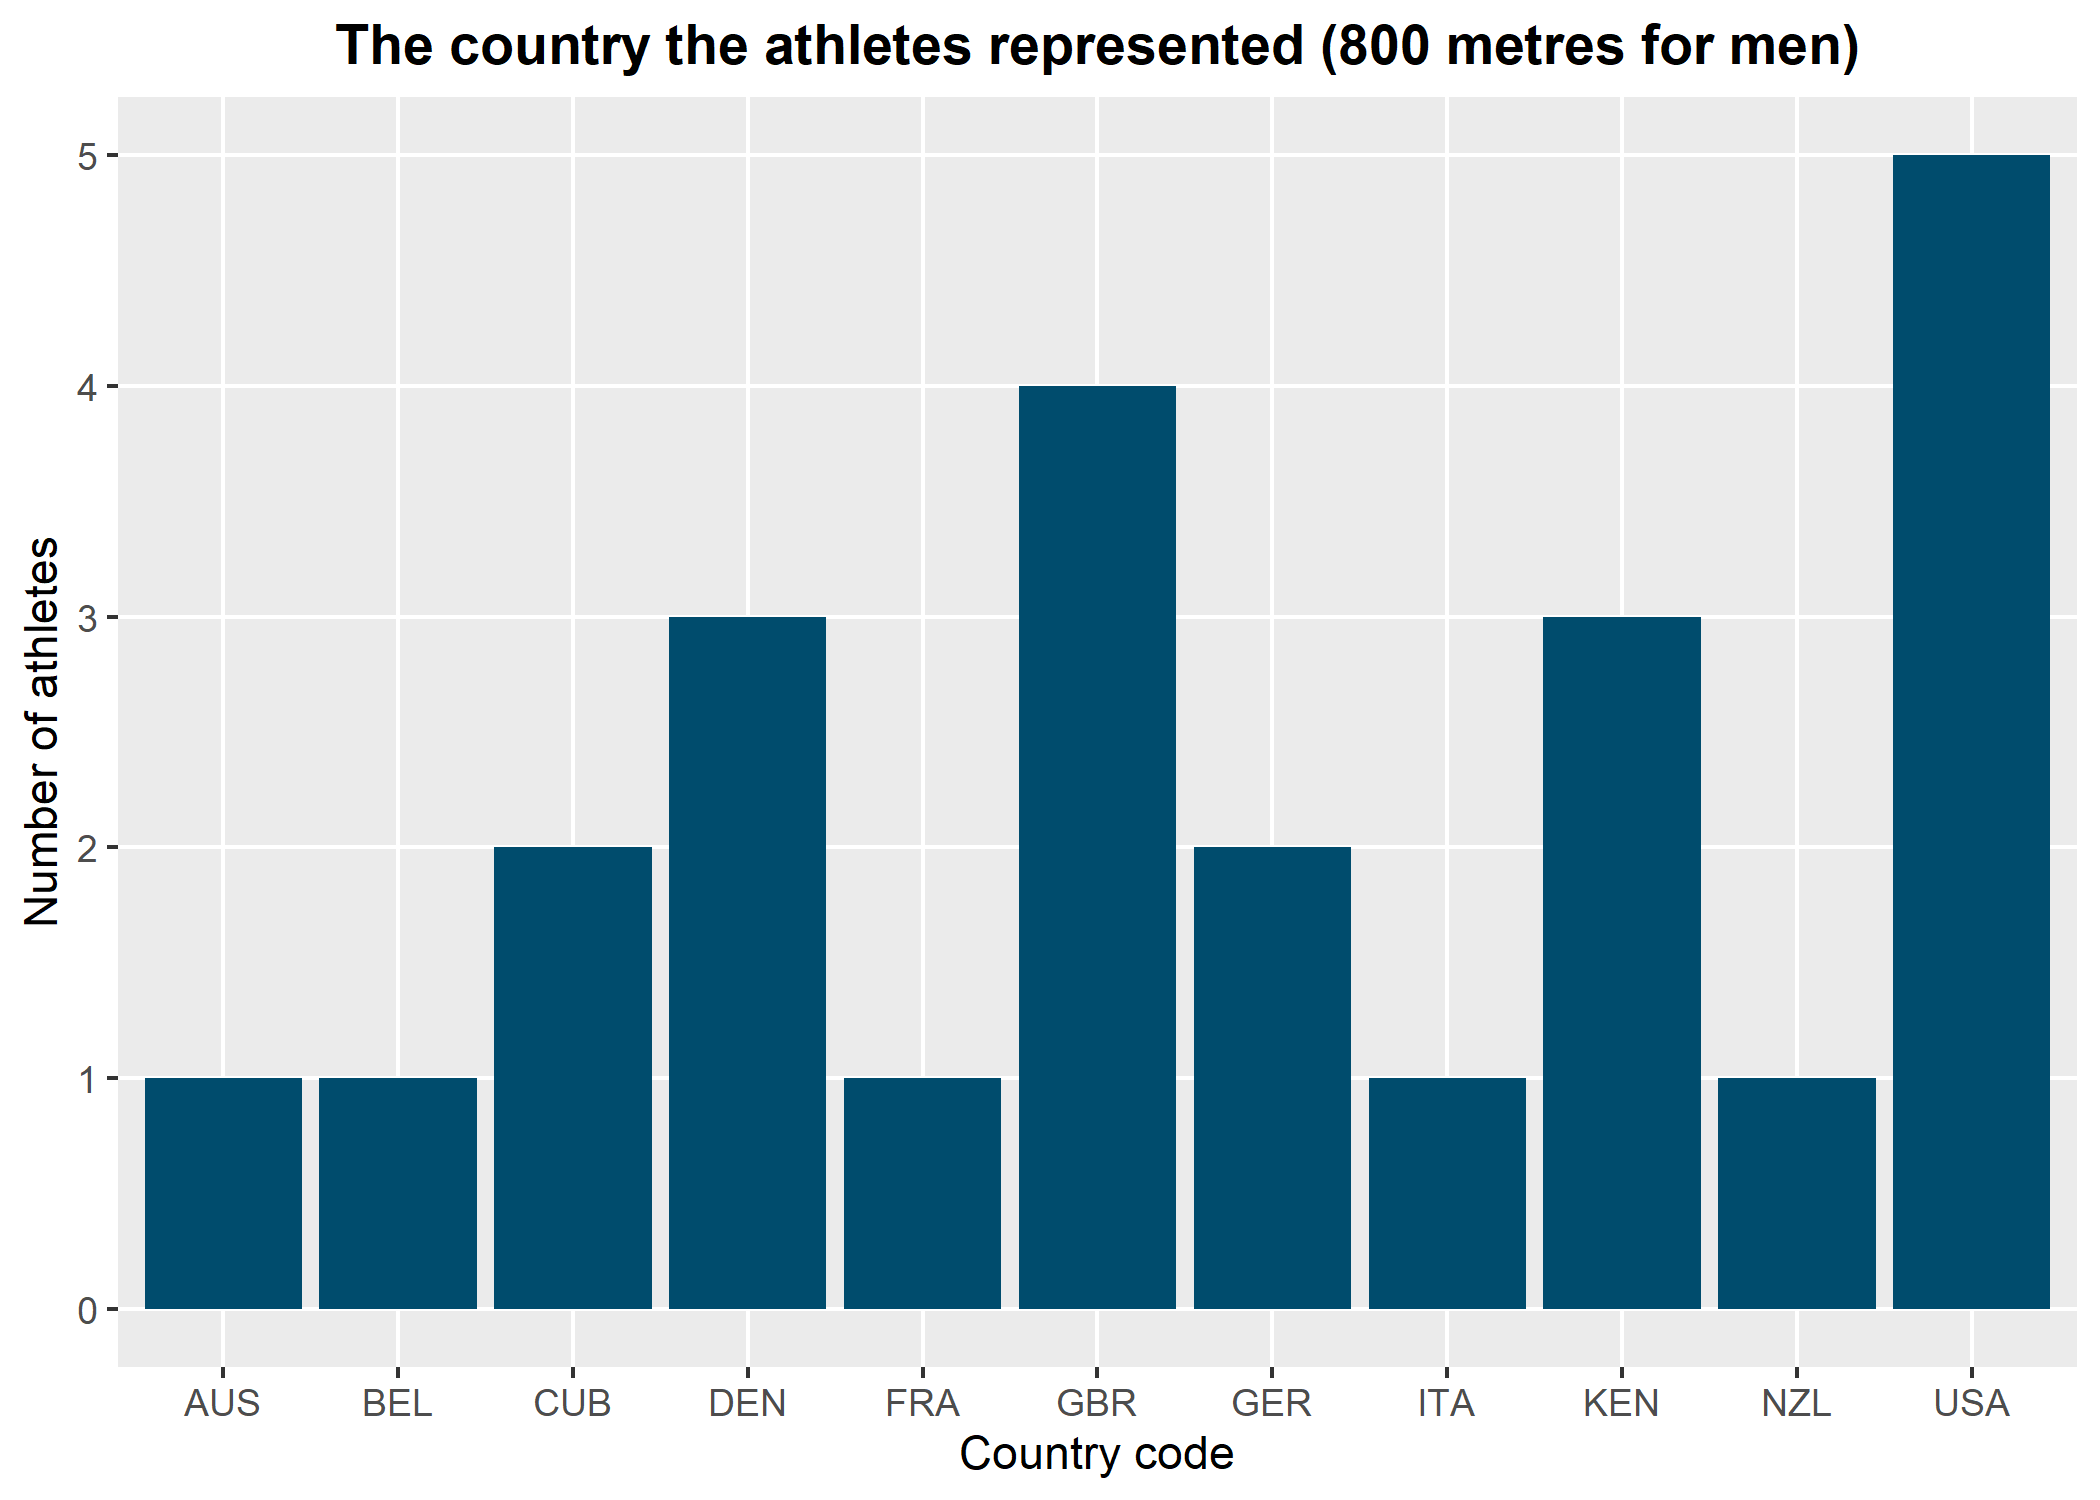 The country the athletes represented (800 metres for men)
Number of athletes
5
4
3
2
1
0
AUS BEL CUB DEN FRA GBR GER ITA KEN NZL USA
Country code